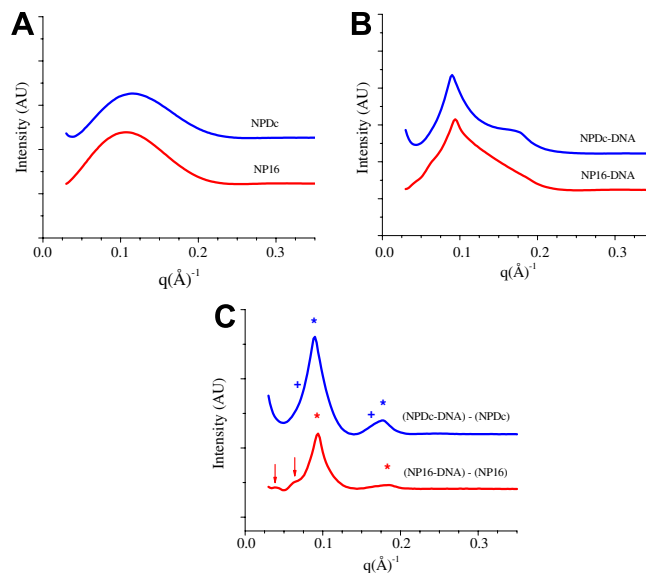 A
Intensity (AU)
NPDc
NP16
0.0
0.1
0.2
0.3
q(Å)⁻¹
B
Intensity (AU)
NPDc-DNA
NP16-DNA
0.0
0.1
0.2
0.3
q(Å)⁻¹
C
Intensity (AU)
*
+
*
+
*
(NPDc-DNA) - (NPDc)
*
(NP16-DNA) - (NP16)
0.0
0.1
0.2
0.3
q(Å)⁻¹